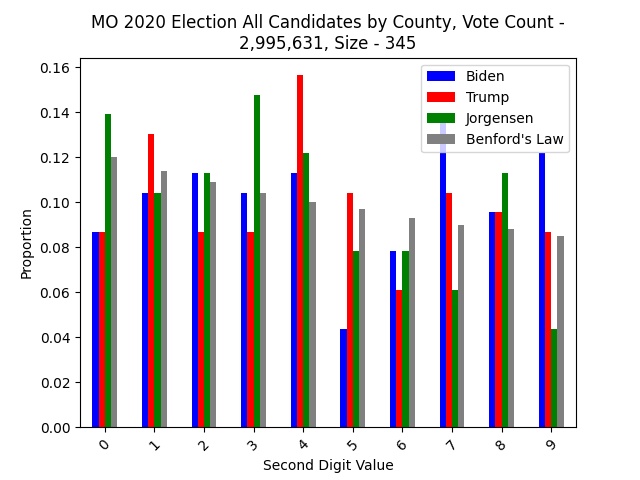 MO 2020 Election All Candidates by County, Vote Count -
2,995,631, Size - 345
Biden
Trump
Jorgensen
Benford's Law
Proportion
0.16
0.14
0.12
0.10
0.08
0.06
0.04
0.02
0.00
0 1 2 3 4 5 6 7 8 9
Second Digit Value